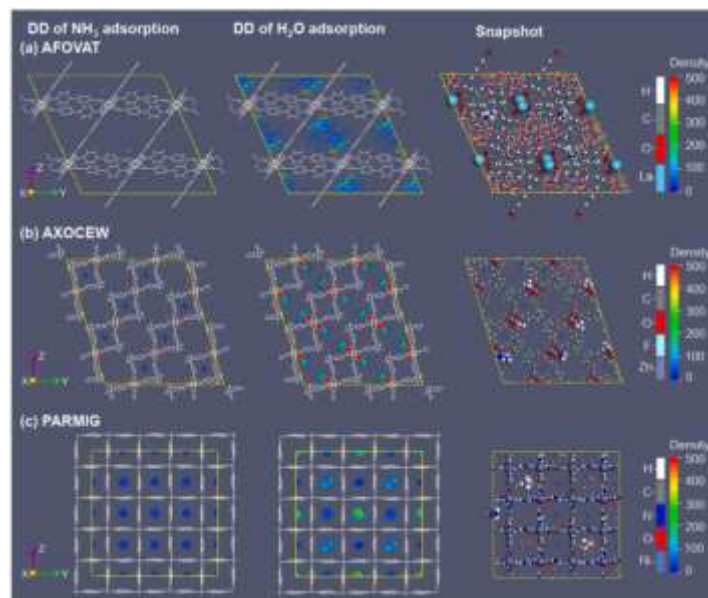 DD of NH₃ adsorption DD of H₂O adsorption Snapshot
(a) AFOVAT
Density
H
C
O
La
500
400
300
200
100
0
X Y Z
(b) AXOCEW
Density
H
C
O
F
Zn
500
400
300
200
100
0
X Y Z
(c) PARMIG
Density
H
C
N
O
500
400
300
200
100
0
X Y Z